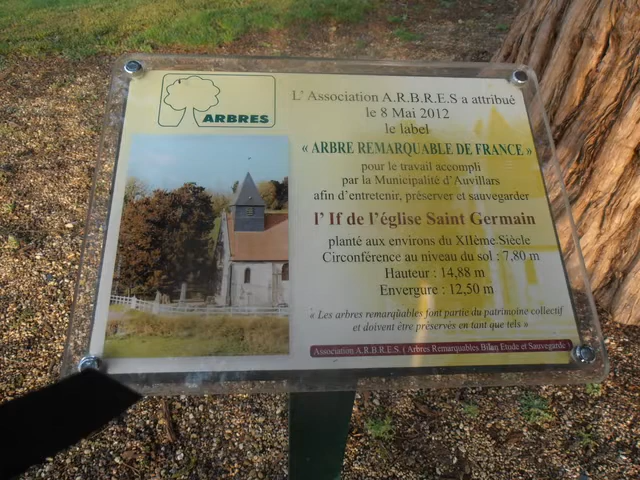 ARBRES
L' Association A.R.B.R.E.S a attribué
le 8 Mai 2012
le label
« ARBRE REMARQUABLE DE FRANCE »
pour le travail accompli
par la Municipalité d'Auvillars
afin d'entretenir, préserver et sauvegarder
l' If de l'église Saint Germain
planté aux environs du XIIème Siècle
Circonférence au niveau du sol : 7,80 m
Hauteur : 14,88 m
Envergure : 12,50 m
« Les arbres remarquables font partie du patrimoine collectif
et doivent être préservés en tant que tels »
Association A.R.B.R.E.S. ( Arbres Remarquables Bilan Etude et Sauvegarde )